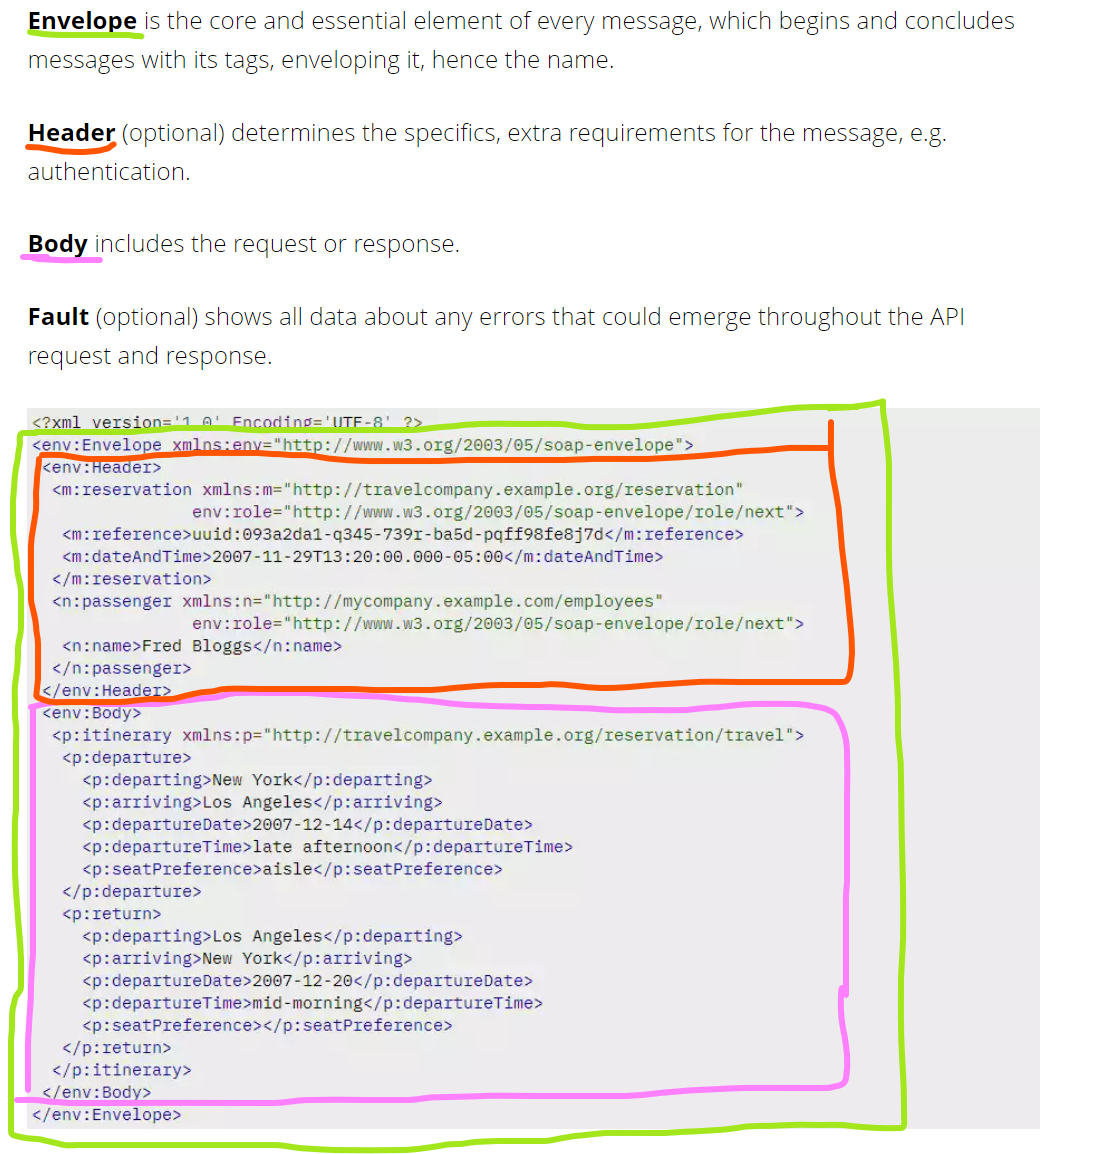 Envelope is the core and essential element of every message, which begins and concludes
messages with its tags, enveloping it, hence the name.
Header (optional) determines the specifics, extra requirements for the message, e.g.
authentication.
Body includes the request or response.
Fault (optional) shows all data about any errors that could emerge throughout the API
request and response.
<?xml version='1.0' Encoding='UTF-8' ?>
<env:Envelope xmlns:env="http://www.w3.org/2003/05/soap-envelope">
<env:Header>
<m:reservation xmlns:m="http://travelcompany.example.org/reservation"
env:role="http://www.w3.org/2003/05/soap-envelope/role/next">
<m:reference>uuid:093a2da1-q345-739r-ba5d-pqff98fe8j7d</m:reference>
<m:dateAndTime>2007-11-29T13:20:00.000-05:00</m:dateAndTime>
</m:reservation>
<n:passenger xmlns:n="http://mycompany.example.com/employees"
env:role="http://www.w3.org/2003/05/soap-envelope/role/next">
<n:name>Fred Bloggs</n:name>
</n:passenger>
</env:Header>
<env:Body>
<p:itinerary xmlns:p="http://travelcompany.example.org/reservation/travel">
<p:departure>
<p:departing>New York</p:departing>
<p:arriving>Los Angeles</p:arriving>
<p:departureDate>2007-12-14</p:departureDate>
<p:departureTime>late afternoon</p:departureTime>
<p:seatPreference>aisle</p:seatPreference>
</p:departure>
<p:return>
<p:departing>Los Angeles</p:departing>
<p:arriving>New York</p:arriving>
<p:departureDate>2007-12-20</p:departureDate>
<p:departureTime>mid-morning</p:departureTime>
<p:seatPreference></p:seatPreference>
</p:return>
</p:itinerary>
</env:Body>
</env:Envelope>